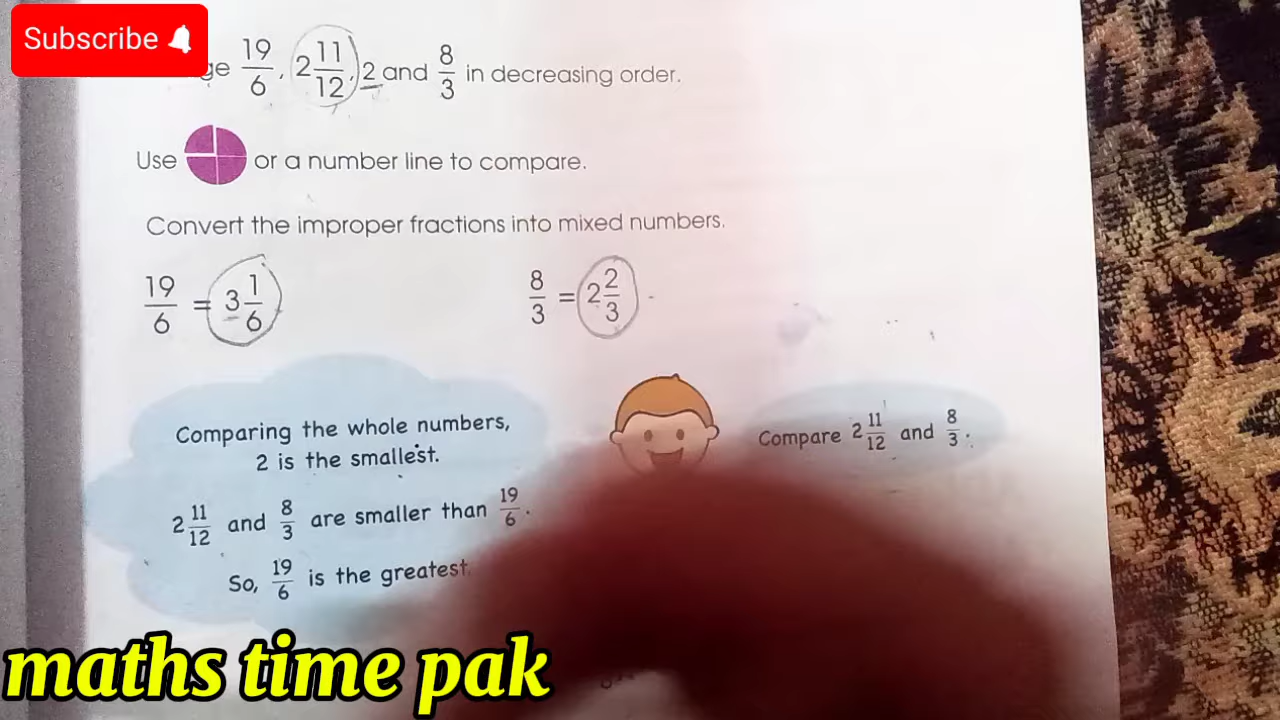 Subscribe
ge 19/6, 2 11/12, 2 and 8/3 in decreasing order.
Use or a number line to compare.
Convert the improper fractions into mixed numbers.
19/6 = 3 1/6
8/3 = 2 2/3
Comparing the whole numbers,
2 is the smallest.
2 11/12 and 8/3 are smaller than 19/6.
So, 19/6 is the greatest
Compare 2 11/12 and 8/3.
maths time pak